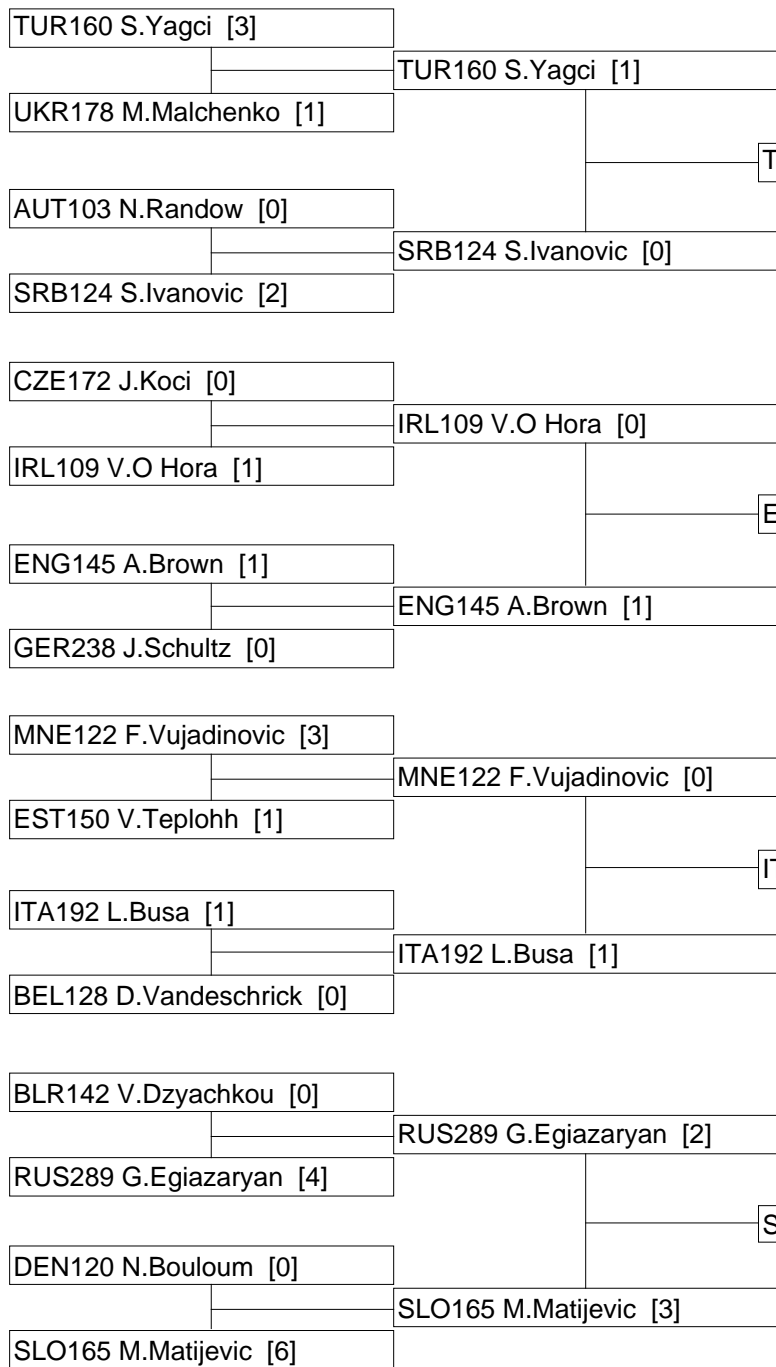 TUR160 S.Yagci [3]
TUR160 S.Yagci [1]
UKR178 M.Malchenko [1]
T
AUT103 N.Randow [0]
SRB124 S.Ivanovic [0]
SRB124 S.Ivanovic [2]
CZE172 J.Koci [0]
IRL109 V.O Hora [0]
IRL109 V.O Hora [1]
E
ENG145 A.Brown [1]
ENG145 A.Brown [1]
GER238 J.Schultz [0]
MNE122 F.Vujadinovic [3]
MNE122 F.Vujadinovic [0]
EST150 V.Teplohh [1]
IT
ITA192 L.Busa [1]
ITA192 L.Busa [1]
BEL128 D.Vandeschrick [0]
BLR142 V.Dzyachkou [0]
RUS289 G.Egiazaryan [2]
RUS289 G.Egiazaryan [4]
S
DEN120 N.Bouloum [0]
SLO165 M.Matijevic [3]
SLO165 M.Matijevic [6]